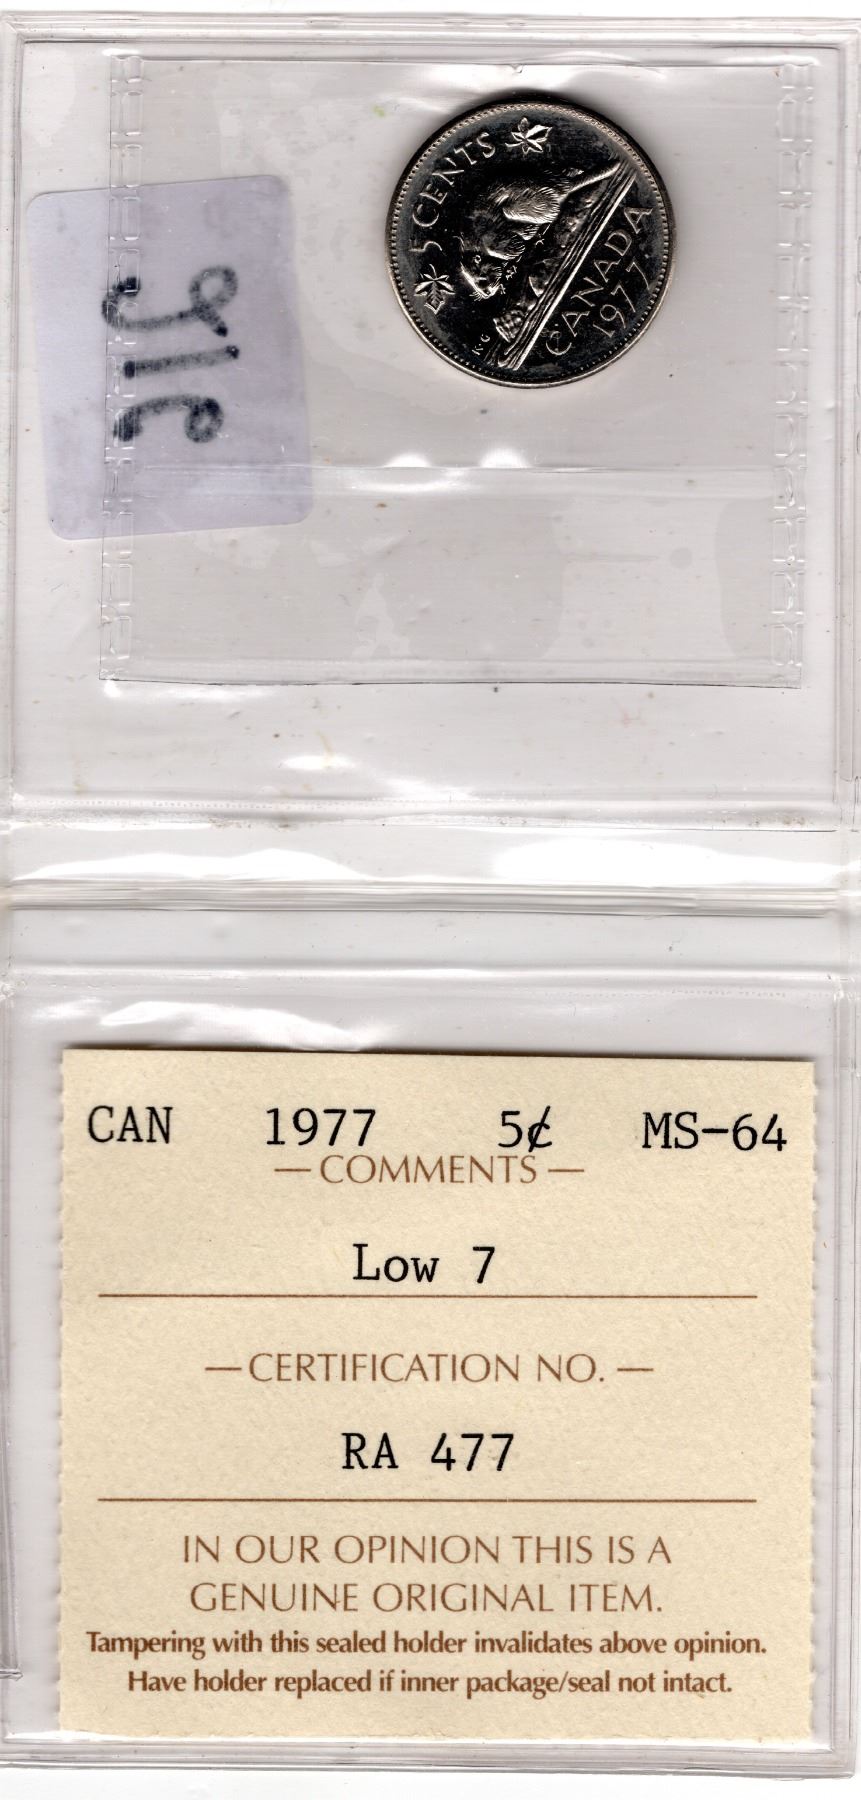 5 CENTS
K·G
CANADA
1977
CAN 1977 5¢ MS-64
— COMMENTS —
Low 7
— CERTIFICATION NO. —
RA 477
IN OUR OPINION THIS IS A
GENUINE ORIGINAL ITEM.
Tampering with this sealed holder invalidates above opinion.
Have holder replaced if inner package/seal not intact.